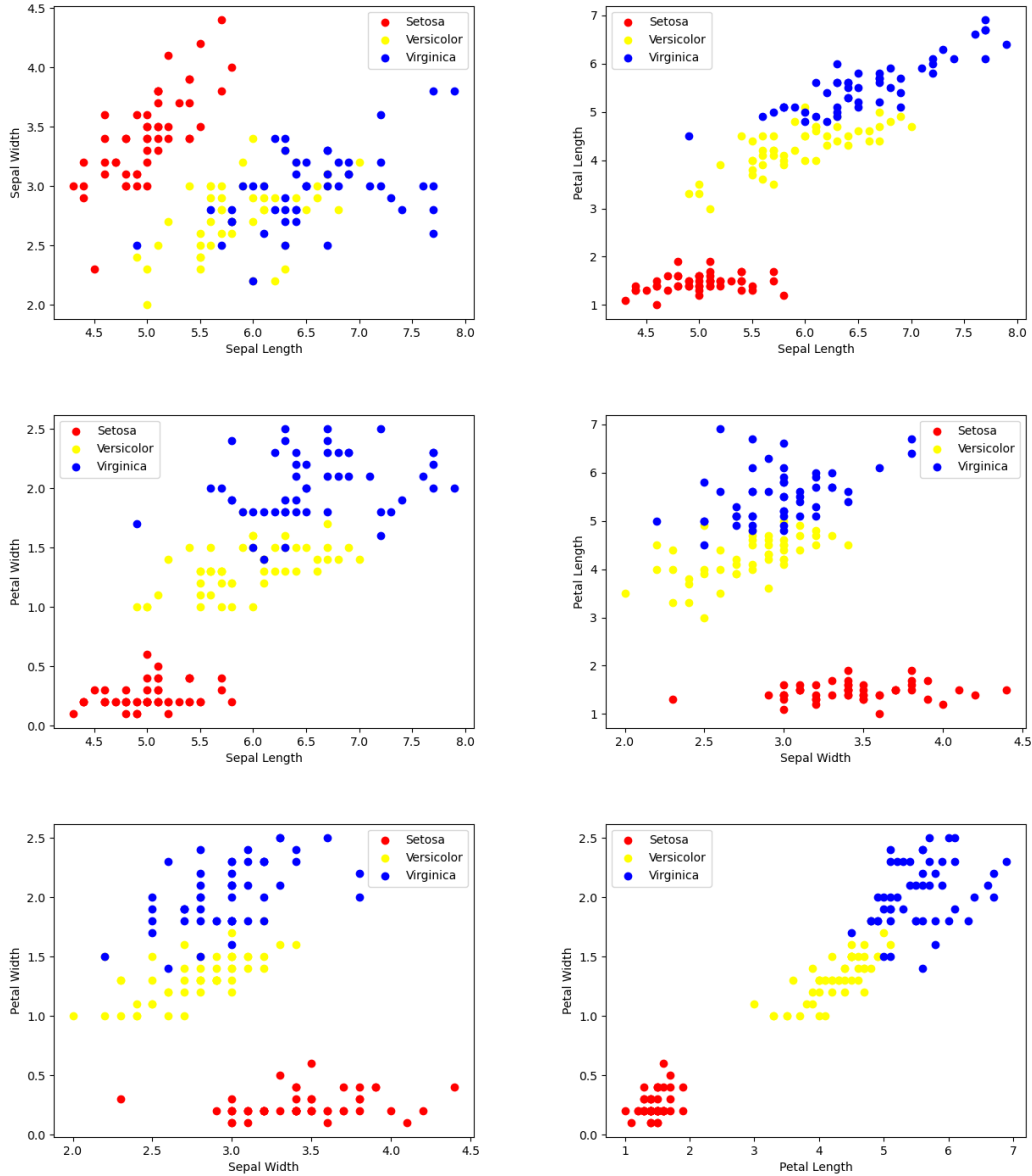 4.5
4.0
3.5
3.0
2.5
2.0
Sepal Width
4.5 5.0 5.5 6.0 6.5 7.0 7.5 8.0
Sepal Length
Setosa
Versicolor
Virginica
7
6
5
4
3
2
1
Petal Length
4.5 5.0 5.5 6.0 6.5 7.0 7.5 8.0
Sepal Length
Setosa
Versicolor
Virginica
2.5
2.0
1.5
1.0
0.5
0.0
Petal Width
4.5 5.0 5.5 6.0 6.5 7.0 7.5 8.0
Sepal Length
Setosa
Versicolor
Virginica
7
6
5
4
3
2
1
Petal Length
2.0 2.5 3.0 3.5 4.0 4.5
Sepal Width
Setosa
Versicolor
Virginica
2.5
2.0
1.5
1.0
0.5
0.0
Petal Width
2.0 2.5 3.0 3.5 4.0 4.5
Sepal Width
Setosa
Versicolor
Virginica
2.5
2.0
1.5
1.0
0.5
0.0
Petal Width
1 2 3 4 5 6 7
Petal Length
Setosa
Versicolor
Virginica